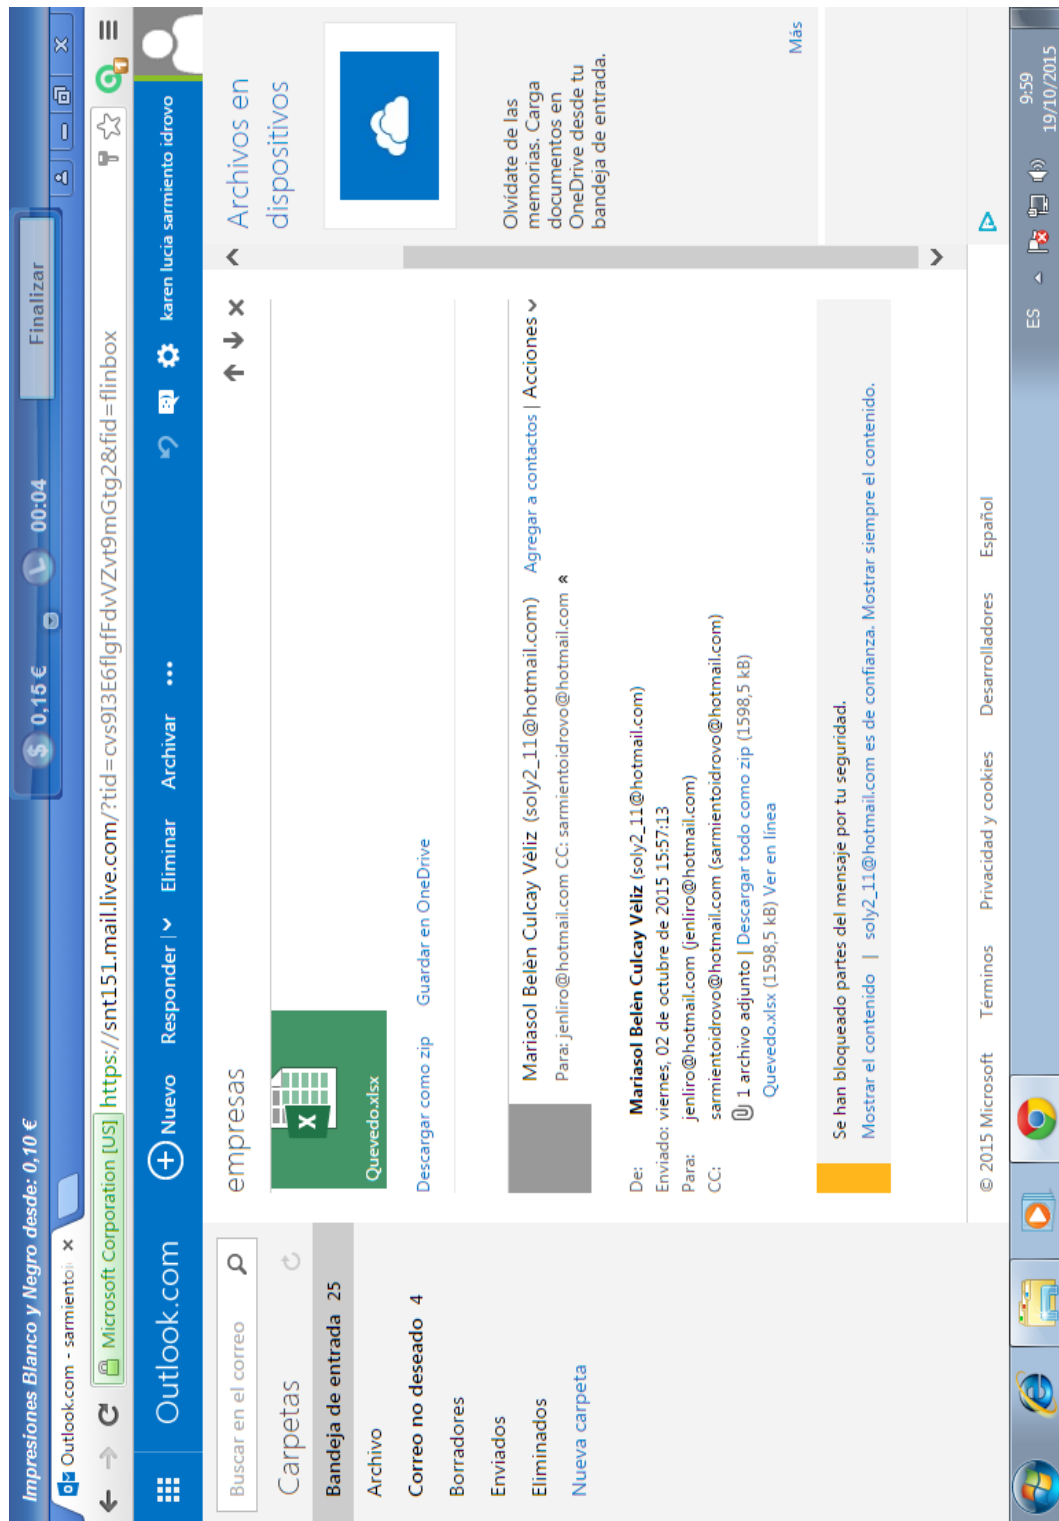 Impresiones Blanco y Negro desde: 0,10 €
$ 0,15 € 00:04 Finalizar
Outlook.com - sarmientoi
Microsoft Corporation [US] https://snt151.mail.live.com/?tid=cvs9I3E6flgfFdvVZvt9mGtg2&fid=flinbox
Outlook.com
Nuevo Responder Eliminar Archivar ... karen lucia sarmiento idrovo
Buscar en el correo
Carpetas
Bandeja de entrada 25
Archivo
Correo no deseado 4
Borradores
Enviados
Eliminados
Nueva carpeta
empresas
Quevedo.xlsx
Descargar como zip Guardar en OneDrive
Mariasol Belèn Culcay Vèliz (soly2_11@hotmail.com) Agregar a contactos | Acciones
Para: jenliro@hotmail.com CC: sarmientoidrovo@hotmail.com
De: Mariasol Belèn Culcay Vèliz (soly2_11@hotmail.com)
Enviado: viernes, 02 de octubre de 2015 15:57:13
Para: jenliro@hotmail.com (jenliro@hotmail.com)
CC: sarmientoidrovo@hotmail.com (sarmientoidrovo@hotmail.com)
1 archivo adjunto | Descargar todo como zip (1598,5 kB)
Quevedo.xlsx (1598,5 kB) Ver en línea
Se han bloqueado partes del mensaje por tu seguridad.
Mostrar el contenido | soly2_11@hotmail.com es de confianza. Mostrar siempre el contenido.
Archivos en
dispositivos
Olvídate de las
memorias. Carga
documentos en
OneDrive desde tu
bandeja de entrada.
Más
© 2015 Microsoft Términos Privacidad y cookies Desarrolladores Español
ES
9:59
19/10/2015